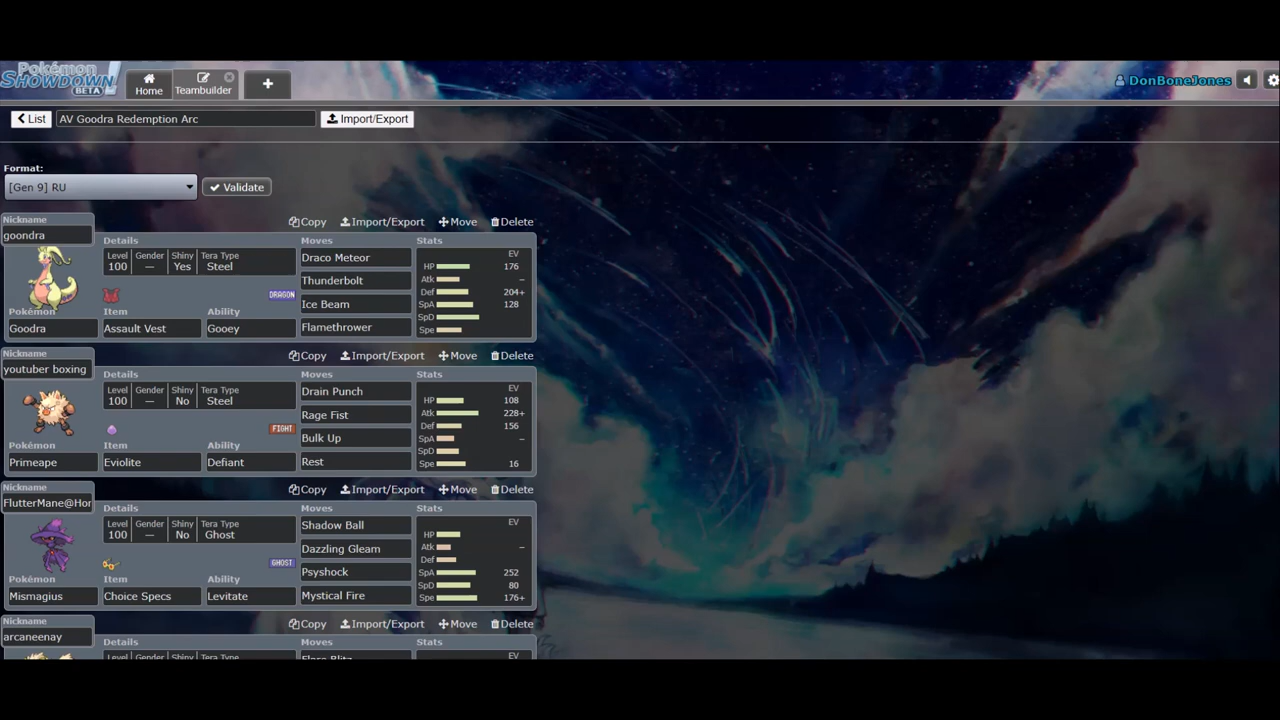 Pokémon
SHOWDOWN
BETA
Home
Teambuilder
+
DonBoneJones
List
AV Goodra Redemption Arc
Import/Export
Format:
[Gen 9] RU
Validate
Nickname
goondra
Copy Import/Export Move Delete
Details Moves Stats
Level Gender Shiny Tera Type
100 — Yes Steel
DRAGON
Pokémon Item Ability
Goodra Assault Vest Gooey
Draco Meteor
Thunderbolt
Ice Beam
Flamethrower
EV
HP 176
Atk –
Def 204+
SpA 128
SpD
Spe
Nickname
youtuber boxing
Copy Import/Export Move Delete
Details Moves Stats
Level Gender Shiny Tera Type
100 — No Steel
FIGHT
Pokémon Item Ability
Primeape Eviolite Defiant
Drain Punch
Rage Fist
Bulk Up
Rest
EV
HP 108
Atk 228+
Def 156
SpA –
SpD
Spe 16
Nickname
FlutterMane@Hor
Copy Import/Export Move Delete
Details Moves Stats
Level Gender Shiny Tera Type
100 — No Ghost
GHOST
Pokémon Item Ability
Mismagius Choice Specs Levitate
Shadow Ball
Dazzling Gleam
Psyshock
Mystical Fire
EV
HP
Atk –
Def
SpA 252
SpD 80
Spe 176+
Nickname
arcaneenay
Copy Import/Export Move Delete
Details Moves Stats
Level Gender Shiny Tera Type
Flare Blitz
EV